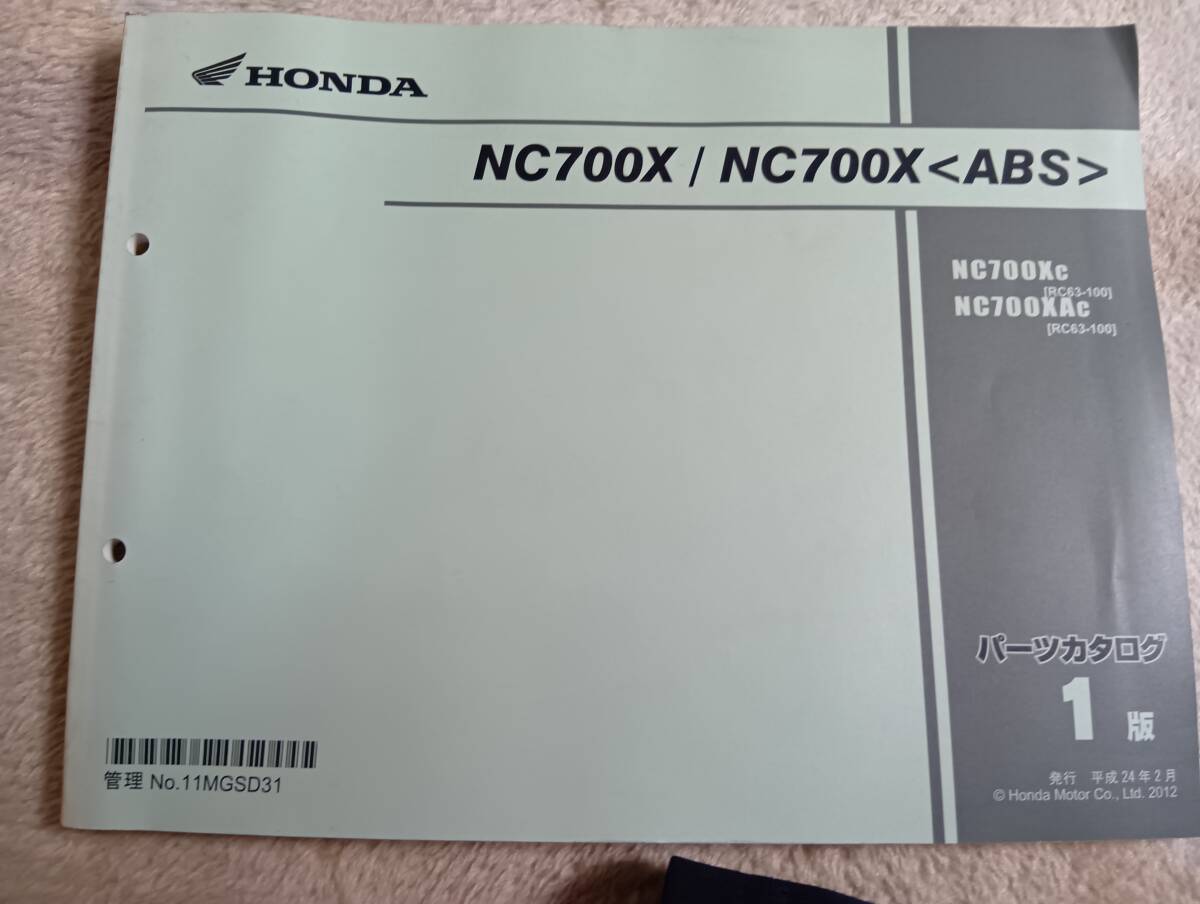 HONDA
NC700X / NC700X<ABS>
NC700Xc
[RC63-100]
NC700XAc
[RC63-100]
パーツカタログ
1 版
管理 No.11MGSD31
発行 平成24年2月
© Honda Motor Co., Ltd. 2012